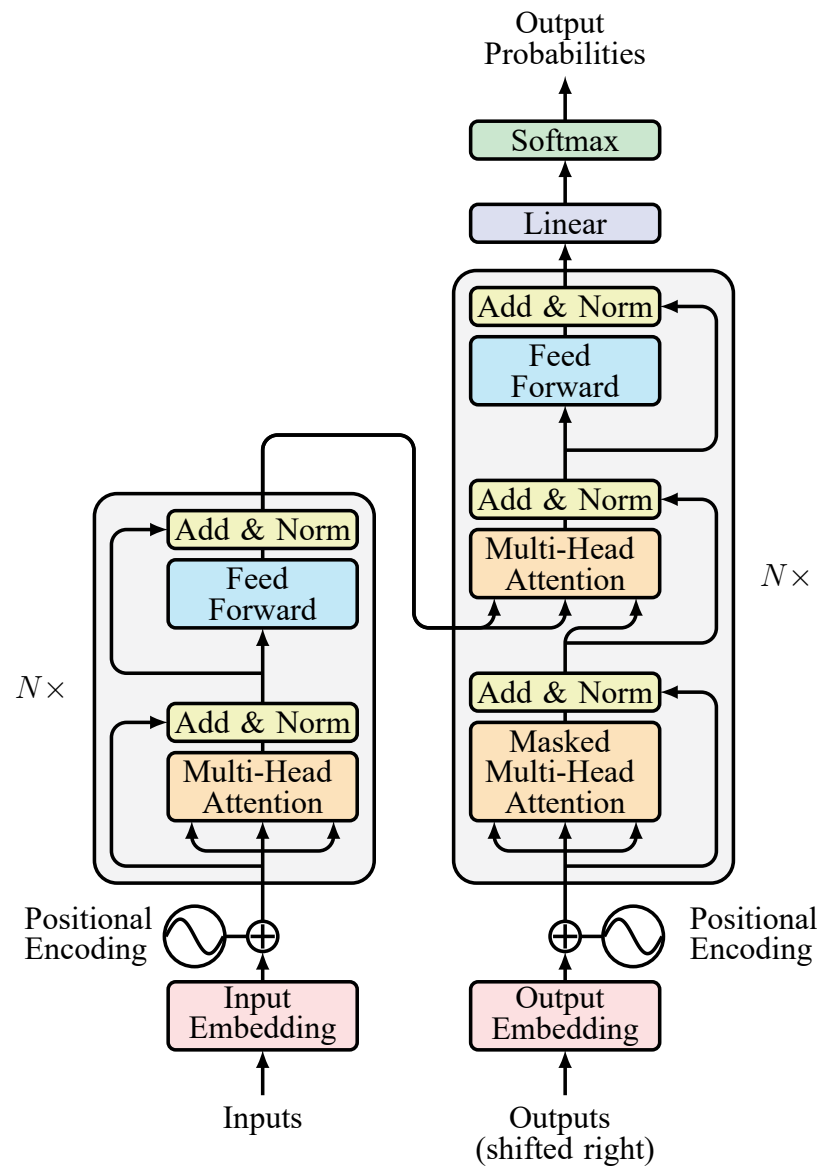 Output
Probabilities
Softmax
Linear
Add & Norm
Feed
Forward
Add & Norm
Multi-Head
Attention
N×
Add & Norm
Masked
Multi-Head
Attention
Add & Norm
Feed
Forward
N×
Add & Norm
Multi-Head
Attention
Positional
Encoding
Positional
Encoding
Input
Embedding
Output
Embedding
Inputs
Outputs
(shifted right)